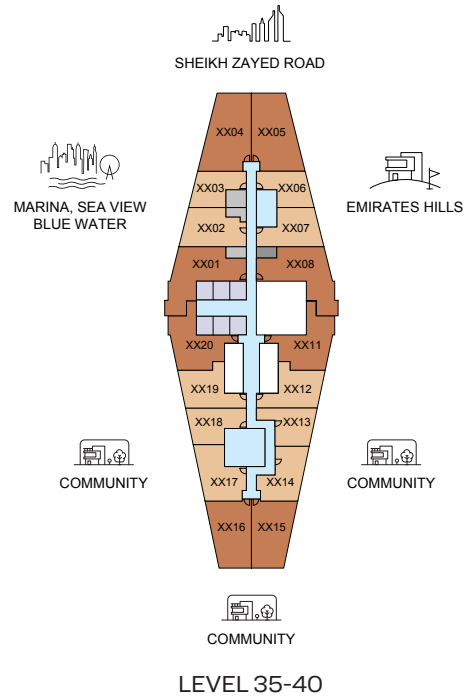 SHEIKH ZAYED ROAD
XX04 XX05
XX03 XX06
MARINA, SEA VIEW
BLUE WATER
EMIRATES HILLS
XX02 XX07
XX01 XX08
XX20 XX11
XX19 XX12
XX18 XX13
COMMUNITY
COMMUNITY
XX17 XX14
XX16 XX15
COMMUNITY
LEVEL 35-40